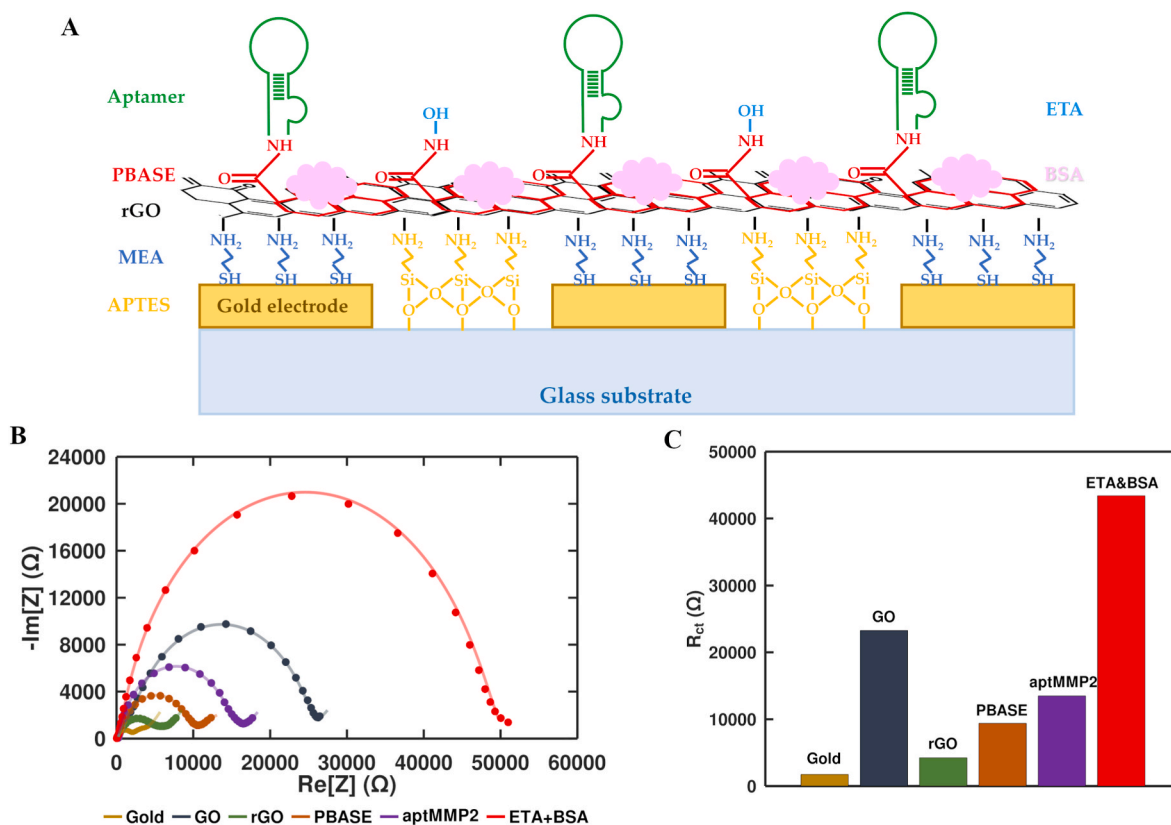 A
Aptamer
OH
OH
ETA
NH
NH
NH
NH
NH
PBASE
O
O
O
O
O
BSA
rGO
MEA
NH2 NH2 NH2 NH2 NH2 NH2 NH2 NH2 NH2 NH2 NH2 NH2 NH2 NH2 NH2
SH SH SH Si Si Si SH SH SH Si Si Si SH SH SH
APTES
Gold electrode
O O
O O
O O O
O O O
Glass substrate
B
-Im[Z] (Ω)
24000
20000
16000
12000
8000
4000
0
0 10000 20000 30000 40000 50000 60000
Re[Z] (Ω)
Gold GO rGO PBASE aptMMP2 ETA+BSA
C
Rct (Ω)
50000
40000
30000
20000
10000
0
Gold
GO
rGO
PBASE
aptMMP2
ETA&BSA